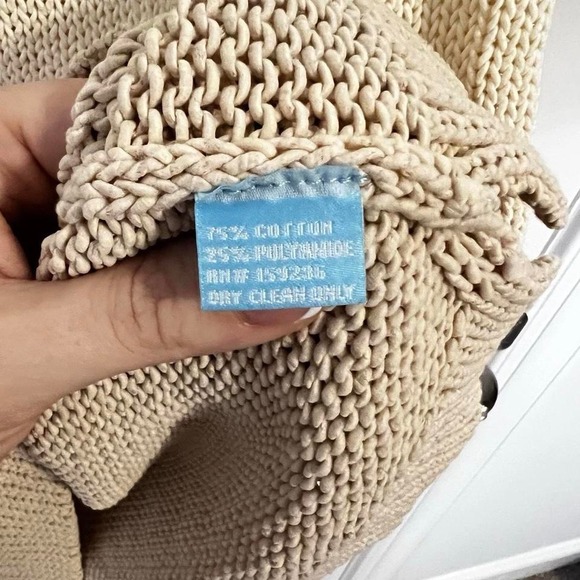 75% COTTON
25% POLYAMIDE
RN# 159236
DRY CLEAN ONLY